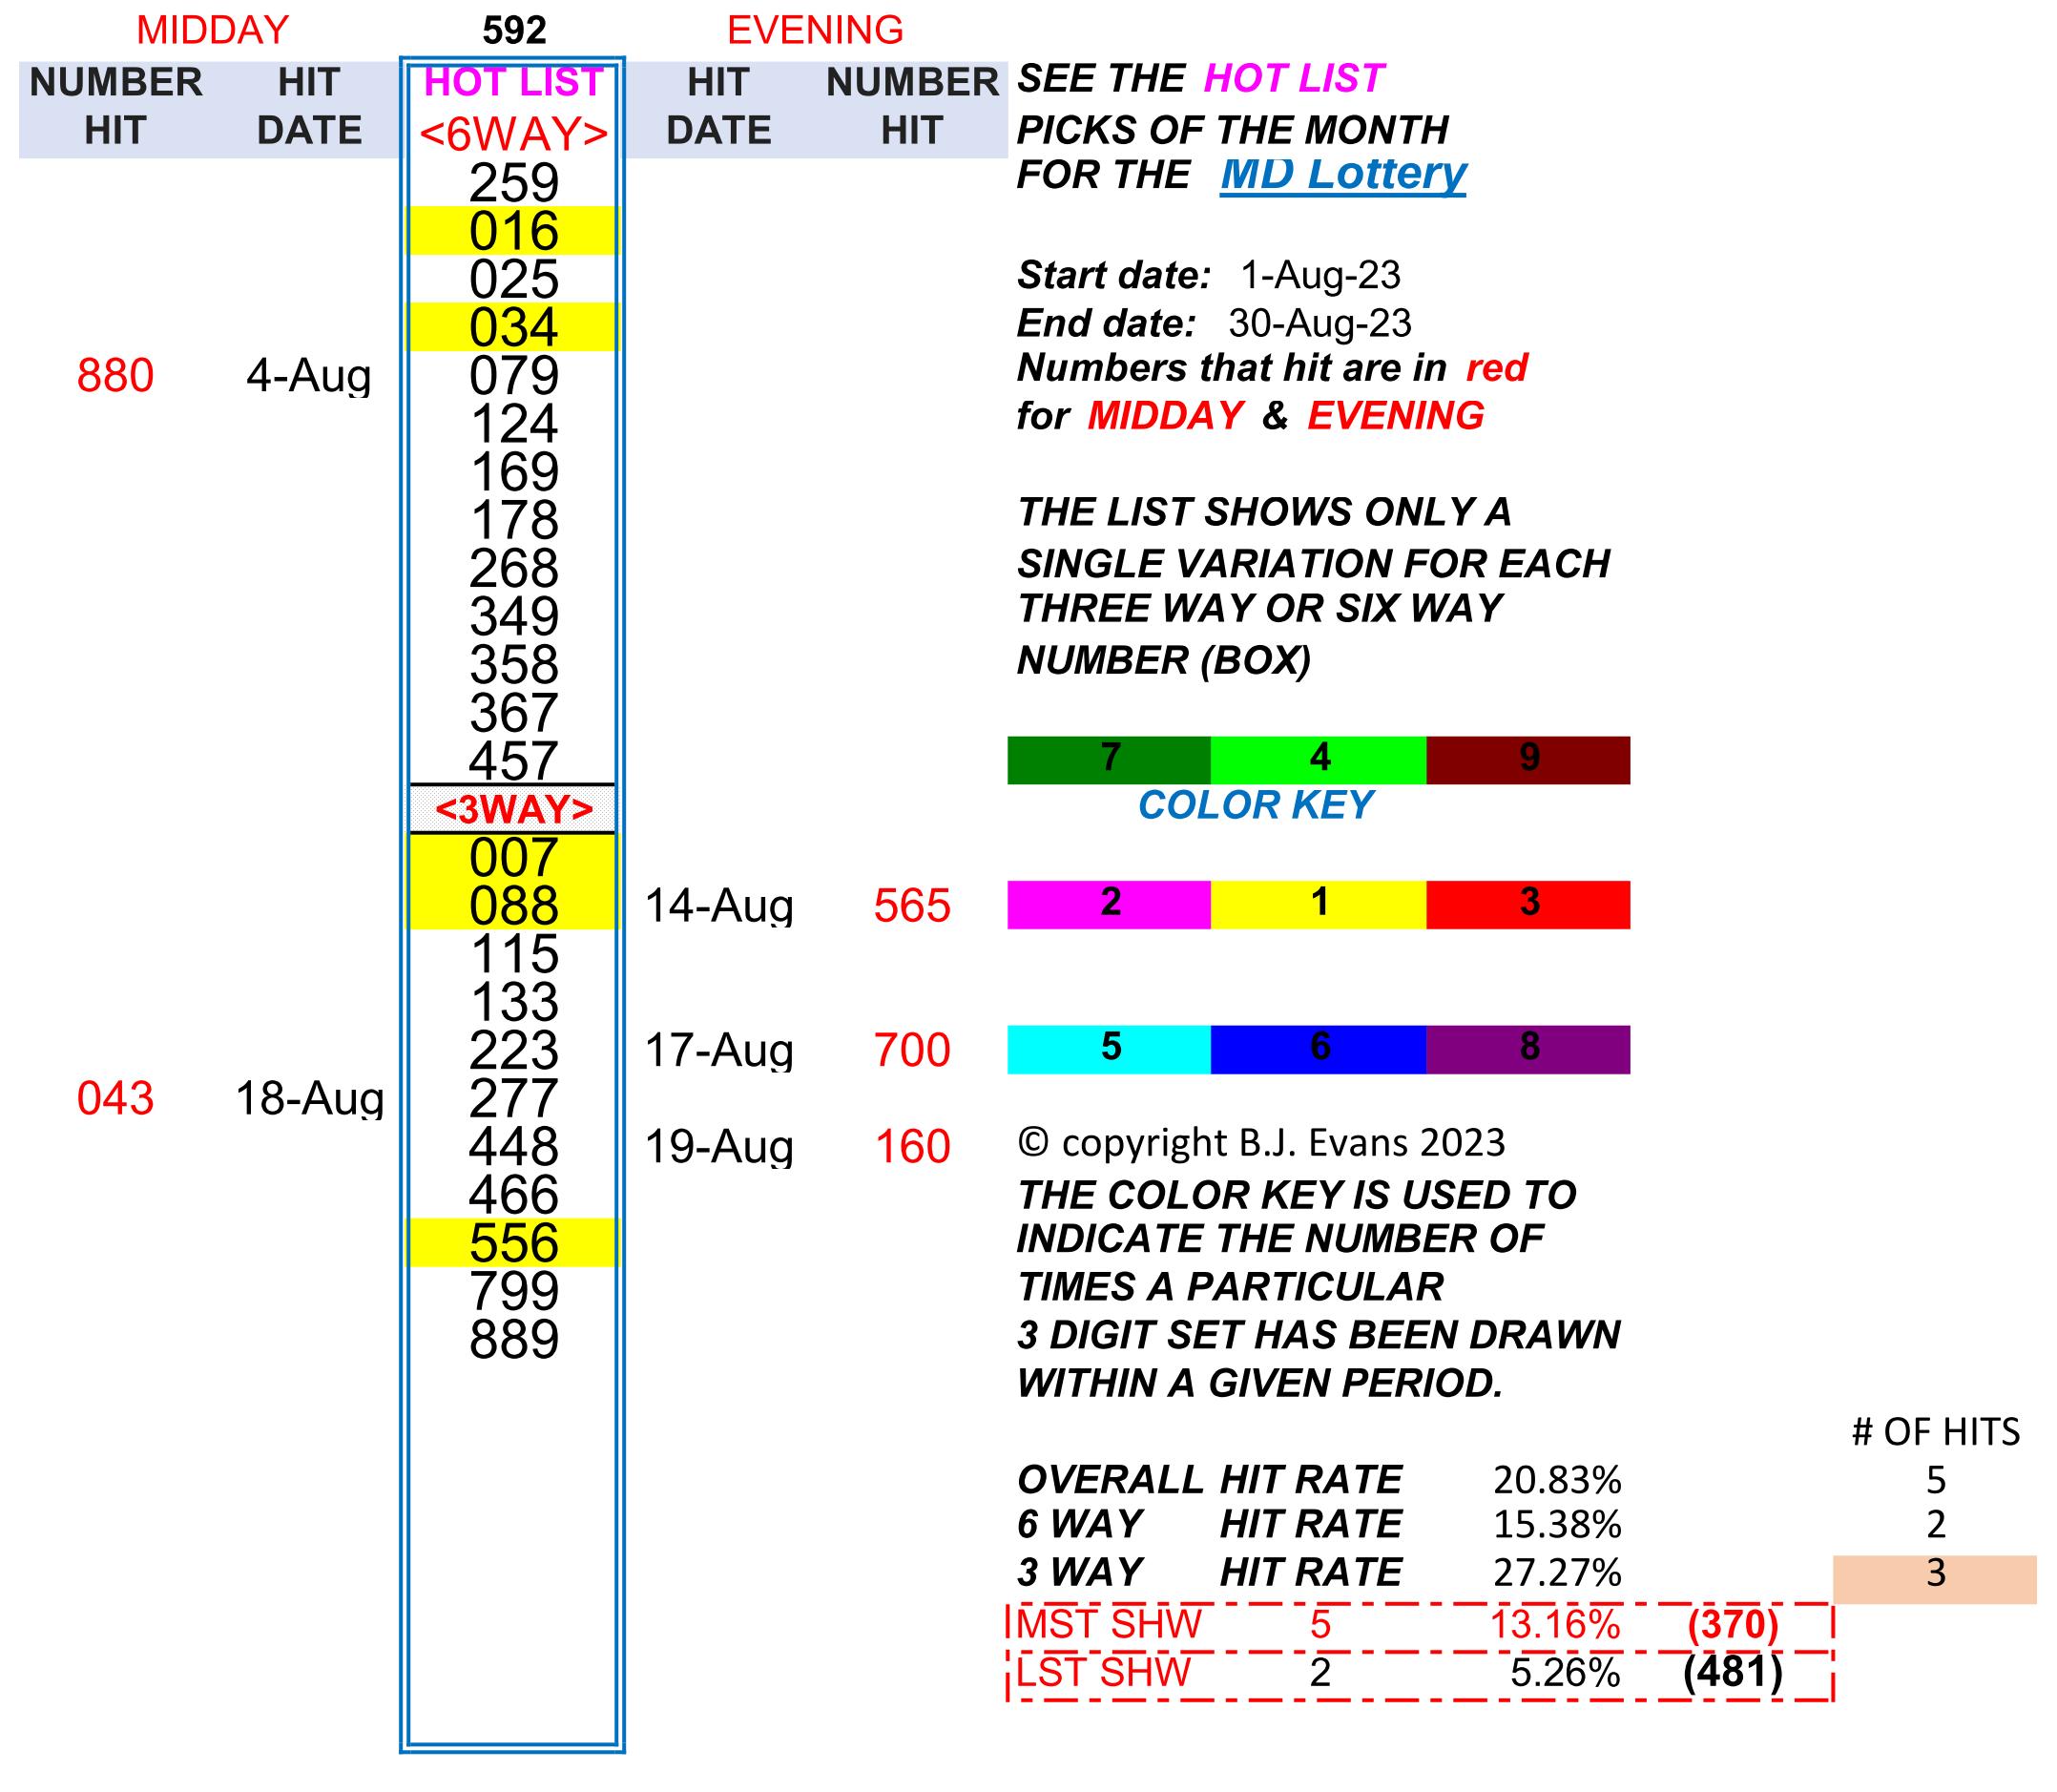 MIDDAY 592 EVENING
NUMBER HIT HOT LIST HIT NUMBER
HIT DATE <6WAY> DATE HIT
259
016
025
034
880 4-Aug 079
124
169
178
268
349
358
367
457
<3WAY>
007
088 14-Aug 565
115
133
223 17-Aug 700
043 18-Aug 277
448 19-Aug 160
466
556
799
889
SEE THE HOT LIST
PICKS OF THE MONTH
FOR THE MD Lottery
Start date: 1-Aug-23
End date: 30-Aug-23
Numbers that hit are in red
for MIDDAY & EVENING
THE LIST SHOWS ONLY A
SINGLE VARIATION FOR EACH
THREE WAY OR SIX WAY
NUMBER (BOX)
7 4 9
COLOR KEY
2 1 3
5 6 8
© copyright B.J. Evans 2023
THE COLOR KEY IS USED TO
INDICATE THE NUMBER OF
TIMES A PARTICULAR
3 DIGIT SET HAS BEEN DRAWN
WITHIN A GIVEN PERIOD.
# OF HITS
OVERALL HIT RATE 20.83% 5
6 WAY HIT RATE 15.38% 2
3 WAY HIT RATE 27.27% 3
MST SHW 5 13.16% (370)
LST SHW 2 5.26% (481)